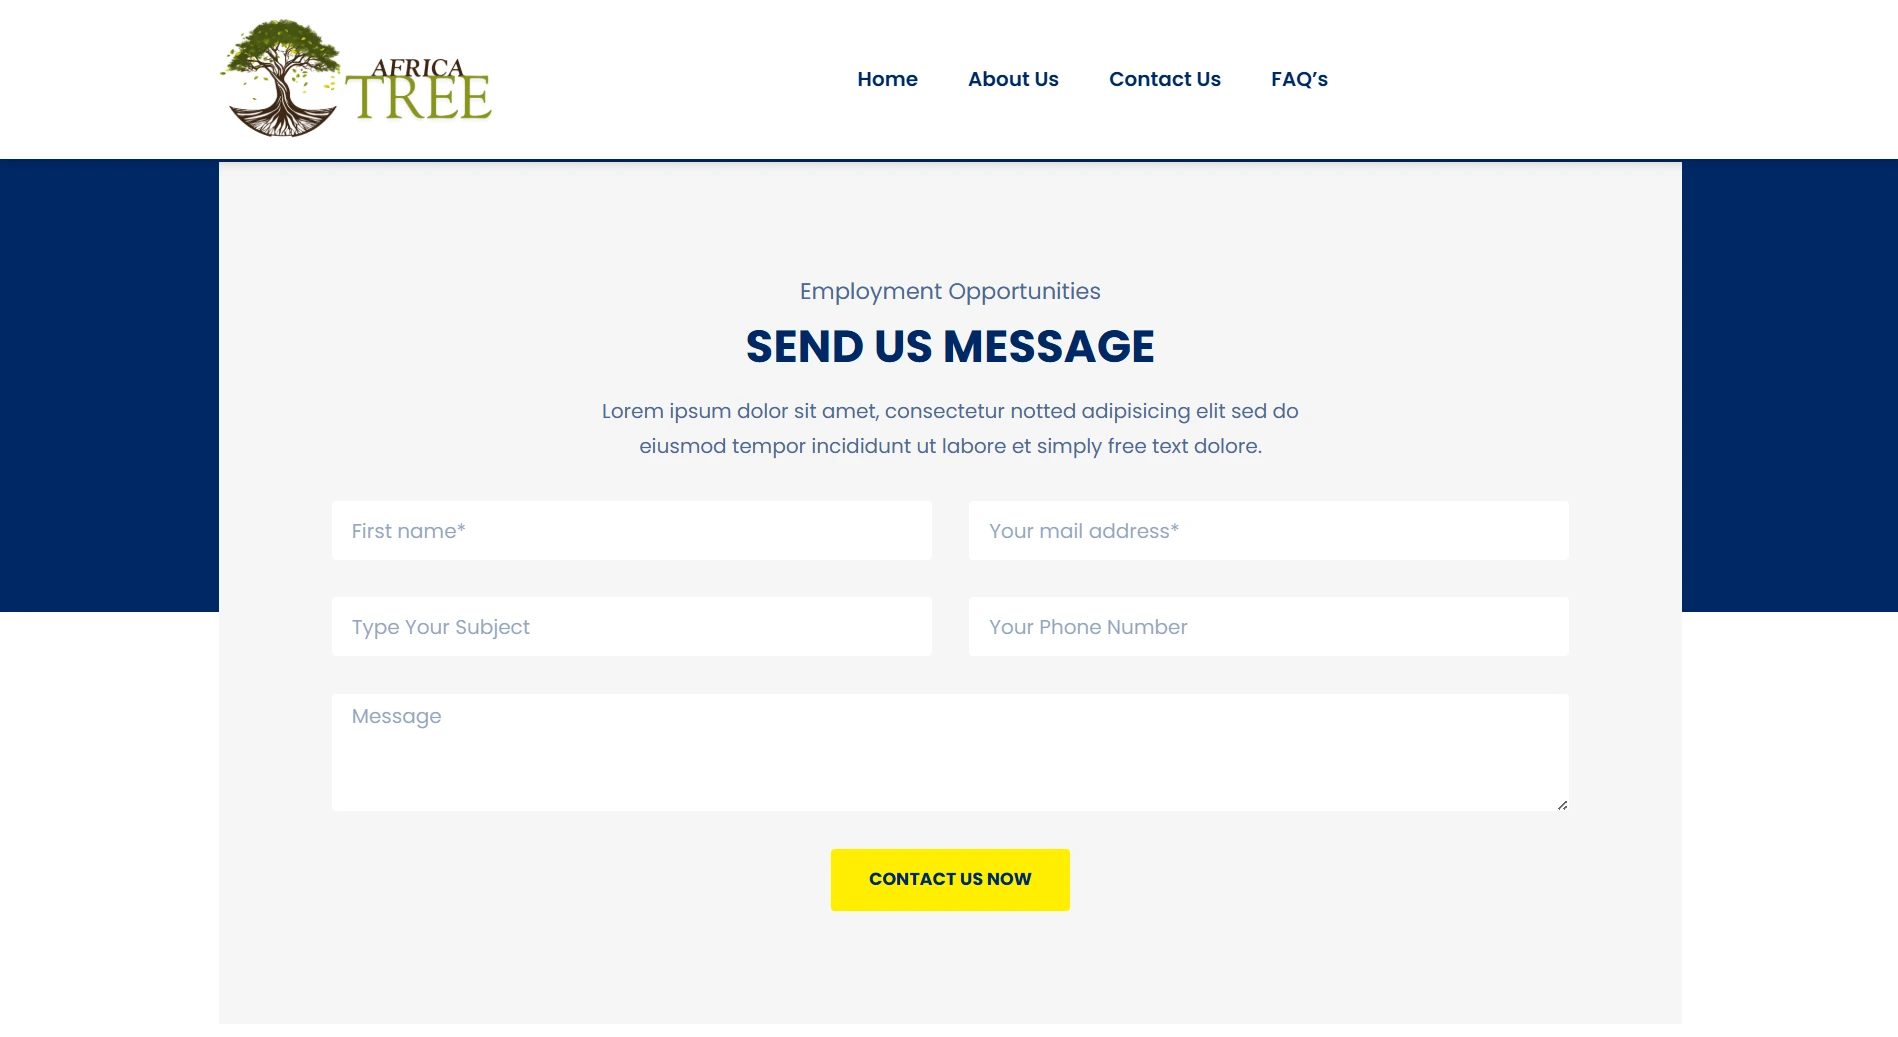 AFRICA
TREE
Home
About Us
Contact Us
FAQ’s
Employment Opportunities
SEND US MESSAGE
Lorem ipsum dolor sit amet, consectetur notted adipisicing elit sed do
eiusmod tempor incididunt ut labore et simply free text dolore.
First name*
Your mail address*
Type Your Subject
Your Phone Number
Message
CONTACT US NOW